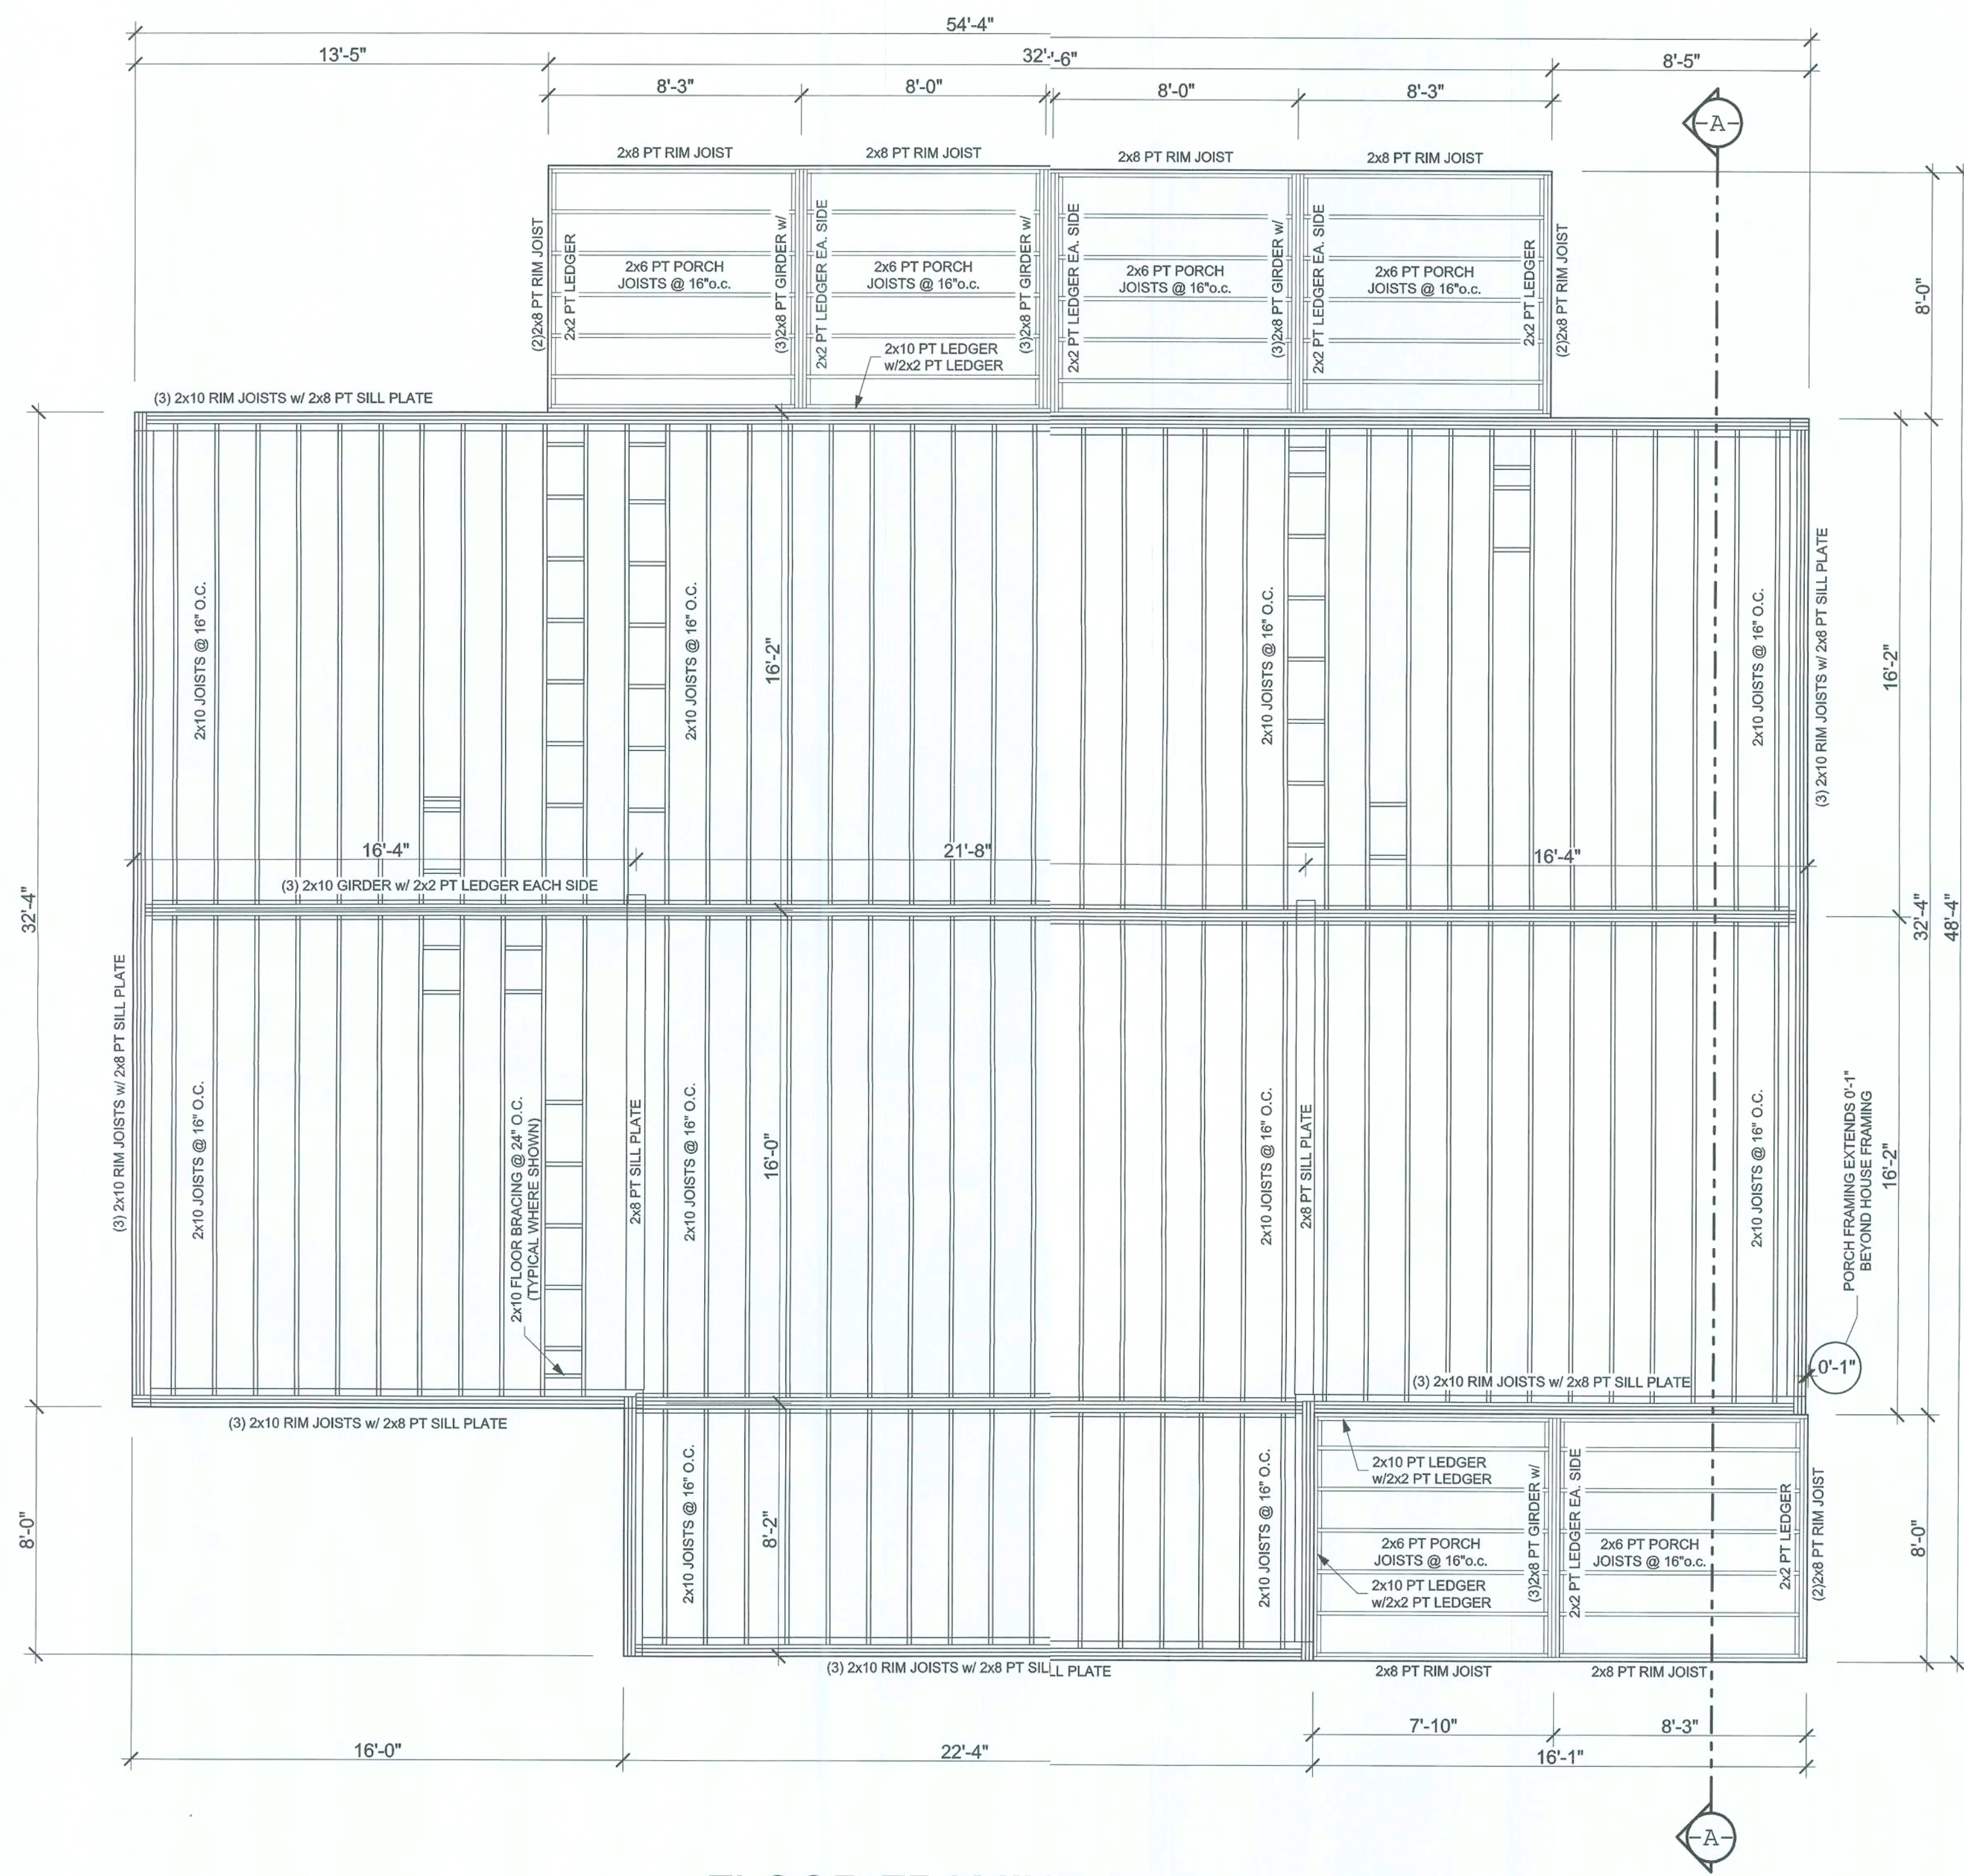 54'-4"
13'-5"
32'-6"
8'-5"
8'-3"
8'-0"
8'-0"
8'-3"
A
2x8 PT RIM JOIST
2x8 PT RIM JOIST
2x8 PT RIM JOIST
2x8 PT RIM JOIST
(2)2x8 PT RIM JOIST
2x2 PT LEDGER
2x6 PT PORCH
JOISTS @ 16"o.c.
(3)2x8 PT GIRDER w/
2x2 PT LEDGER EA. SIDE
2x6 PT PORCH
JOISTS @ 16"o.c.
(3)2x8 PT GIRDER w/
2x2 PT LEDGER EA. SIDE
2x6 PT PORCH
JOISTS @ 16"o.c.
(3)2x8 PT GIRDER w/
2x2 PT LEDGER EA. SIDE
2x6 PT PORCH
JOISTS @ 16"o.c.
2x2 PT LEDGER
(2)2x8 PT RIM JOIST
8'-0"
2x10 PT LEDGER
w/2x2 PT LEDGER
(3) 2x10 RIM JOISTS w/ 2x8 PT SILL PLATE
2x10 JOISTS @ 16" O.C.
2x10 JOISTS @ 16" O.C.
16'-2"
2x10 JOISTS @ 16" O.C.
2x10 JOISTS @ 16" O.C.
(3) 2x10 RIM JOISTS w/ 2x8 PT SILL PLATE
16'-2"
16'-4"
21'-8"
16'-4"
(3) 2x10 GIRDER w/ 2x2 PT LEDGER EACH SIDE
32'-4"
32'-4"
48'-4"
(3) 2x10 RIM JOISTS w/ 2x8 PT SILL PLATE
2x10 JOISTS @ 16" O.C.
2x10 FLOOR BRACING @ 24" O.C.
(TYPICAL WHERE SHOWN)
2x8 PT SILL PLATE
2x10 JOISTS @ 16" O.C.
16'-0"
2x10 JOISTS @ 16" O.C.
2x8 PT SILL PLATE
2x10 JOISTS @ 16" O.C.
PORCH FRAMING EXTENDS 0'-1"
BEYOND HOUSE FRAMING
16'-2"
0'-1"
(3) 2x10 RIM JOISTS w/ 2x8 PT SILL PLATE
(3) 2x10 RIM JOISTS w/ 2x8 PT SILL PLATE
8'-0"
2x10 JOISTS @ 16" O.C.
8'-2"
2x10 JOISTS @ 16" O.C.
2x10 PT LEDGER
w/2x2 PT LEDGER
2x6 PT PORCH
JOISTS @ 16"o.c.
2x10 PT LEDGER
w/2x2 PT LEDGER
(3)2x8 PT GIRDER w/
2x2 PT LEDGER EA. SIDE
2x6 PT PORCH
JOISTS @ 16"o.c.
2x2 PT LEDGER
(2)2x8 PT RIM JOIST
8'-0"
(3) 2x10 RIM JOISTS w/ 2x8 PT SILL PLATE
2x8 PT RIM JOIST
2x8 PT RIM JOIST
7'-10"
8'-3"
16'-0"
22'-4"
16'-1"
A